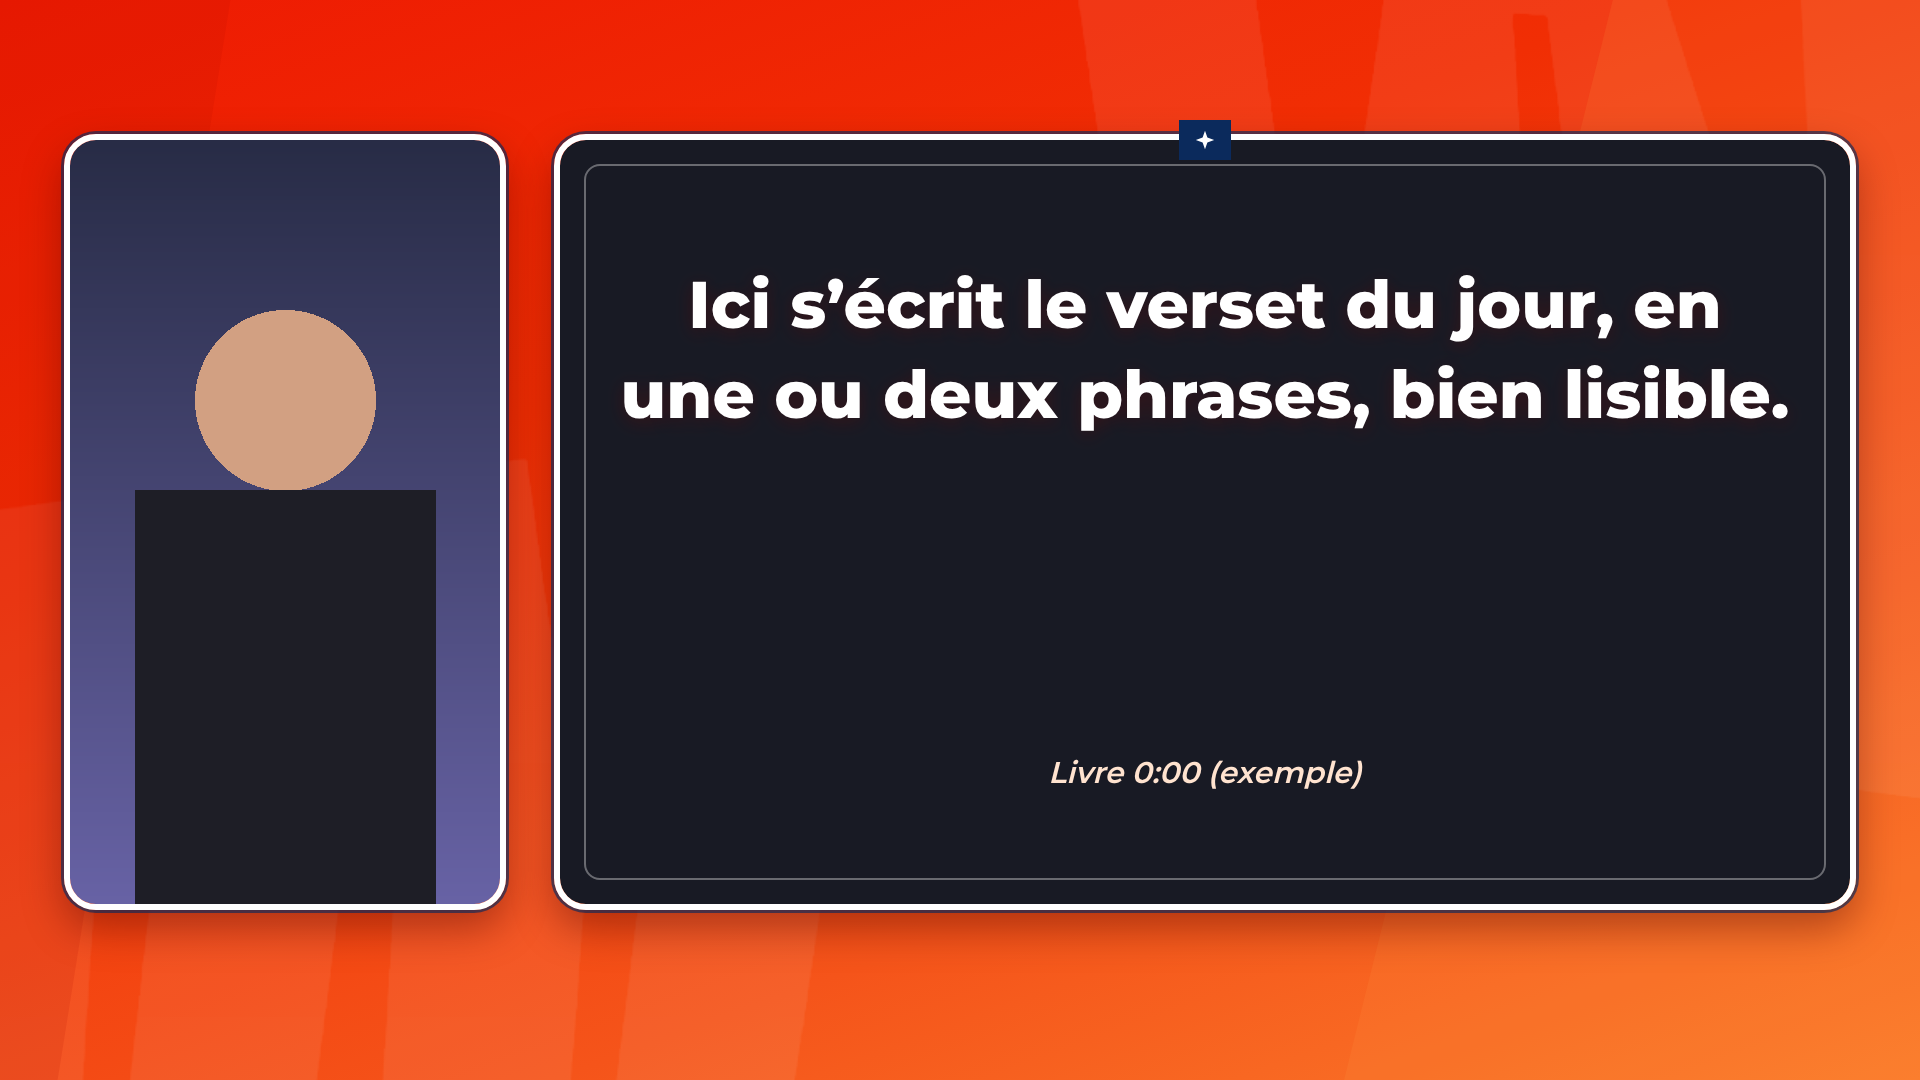 Ici s’écrit le verset du jour, en
une ou deux phrases, bien lisible.
Livre 0:00 (exemple)